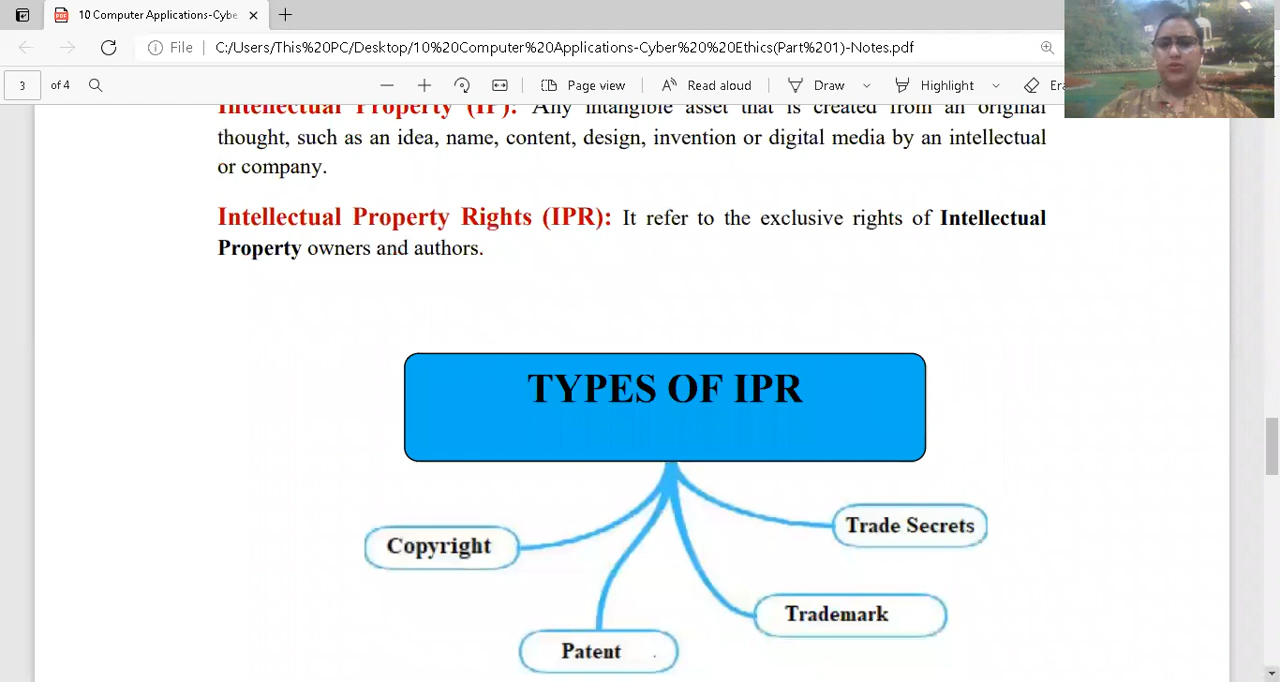 10 Computer Applications-Cybe
File
C:/Users/This%20PC/Desktop/10%20Computer%20Applications-Cyber%20%20Ethics(Part%201)-Notes.pdf
3 of 4
Page view
Read aloud
Draw
Highlight
Era
Intellectual Property (IP): Any intangible asset that is created from an original
thought, such as an idea, name, content, design, invention or digital media by an intellectual
or company.
Intellectual Property Rights (IPR): It refer to the exclusive rights of Intellectual
Property owners and authors.
TYPES OF IPR
Trade Secrets
Copyright
Trademark
Patent